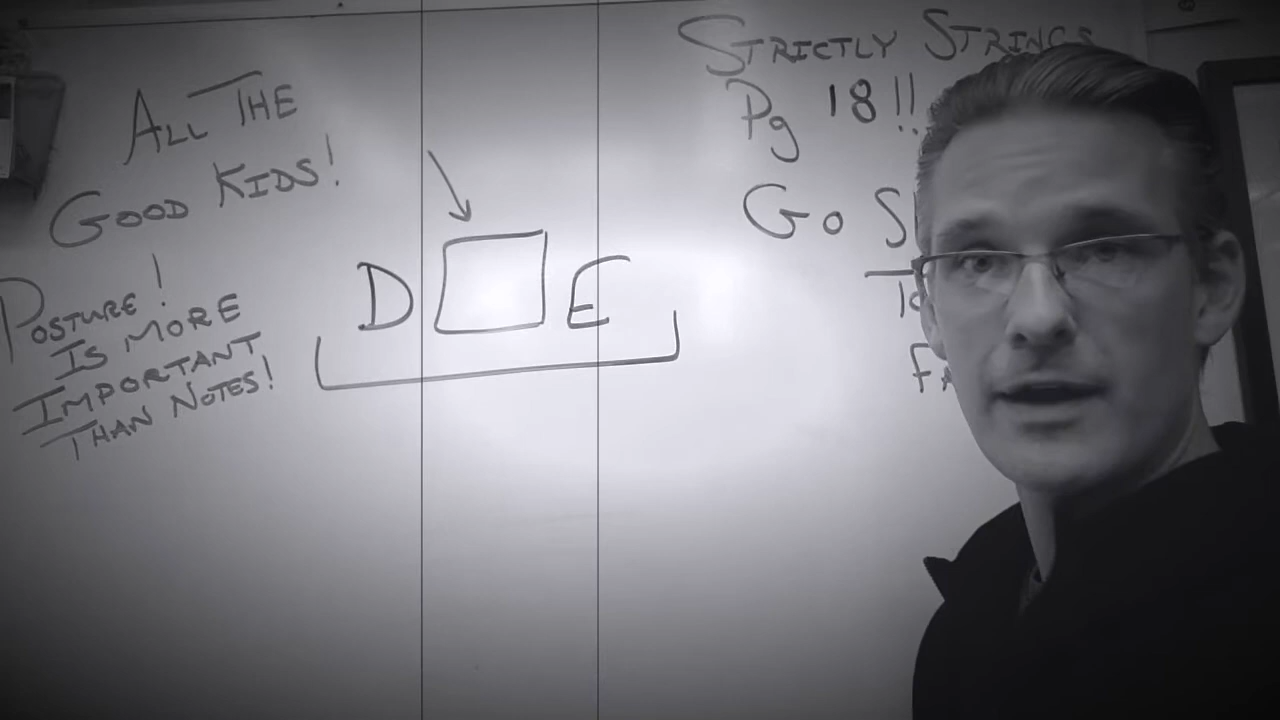 ALL THE
GOOD KIDS!
POSTURE!
IS MORE
IMPORTANT
THAN NOTES!
D E
STRICTLY STRINGS
Pg 18!!
GO